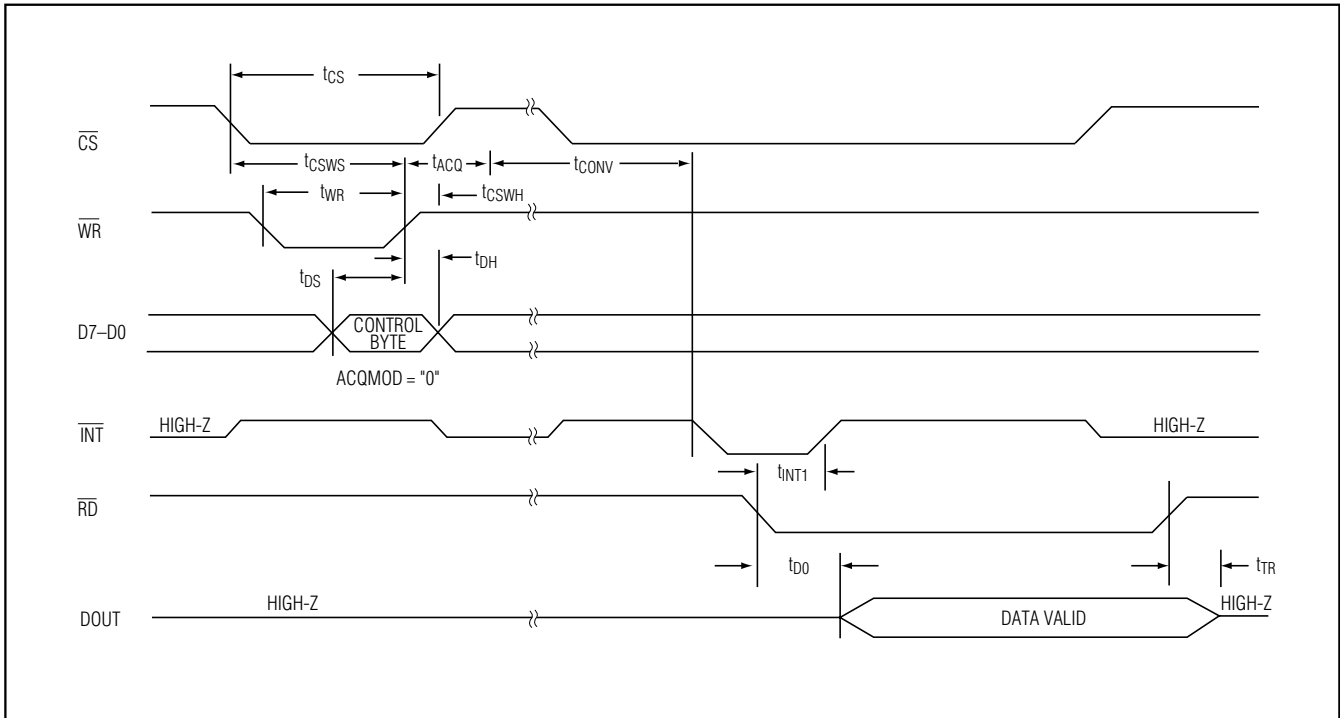 tCS
CS
tCSWS
tACQ
tCONV
tWR
tCSWH
WR
tDS
tDH
D7–D0
CONTROL
BYTE
ACQMOD = "0"
INT
HIGH-Z
HIGH-Z
tINT1
RD
tD0
tTR
DOUT
HIGH-Z
DATA VALID
HIGH-Z